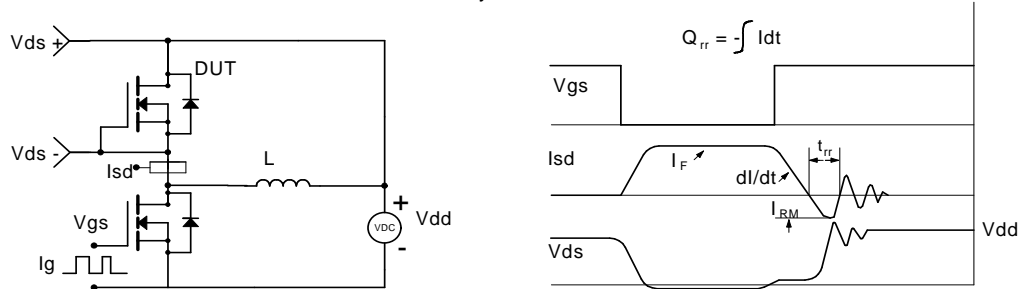 Vds +
DUT
Vds -
Isd
L
Vgs
Ig
+
VDC
-
Vdd
Q rr = -∫ Idt
Vgs
Isd
I F
dI/dt
t rr
I RM
Vdd
Vds